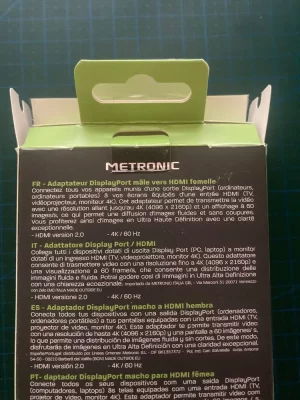 METRONIC
FR - Adaptateur DisplayPort mâle vers HDMI femelle
Connectez tous vos appareils munis d'une sortie DisplayPort (ordinateurs,
ordinateurs portables) à vos écrans équipés d'une entrée HDMI (TV,
vidéoprojecteur, moniteur 4K). Cet adaptateur permet de transmettre la vidéo
avec une résolution allant jusqu'au 4K (4096 x 2160p) et un affichage à 60
images/s, ce qui permet une diffusion d'images fluides et sans coupures.
Vous profiterez ainsi d'images en Ultra Haute Définition avec une clarté
exceptionnelle.
- HDMI version 2.0 - 4K / 60 Hz
IT - Adattatore DisplayPort / HDMI
Collega tutti i dispositivi dotati di uscita Display Port (PC, laptop) a monitor
dotati di un ingresso HDMI (TV, videoproiettore, monitor 4K). Questo adattatore
consente di trasmettere video con una risoluzione fino a 4K (4096 x 2160p) e
una visualizzazione a 60 frame/s, che consente una distribuzione delle
immagini fluida e fluida. Potrai godere così di immagini in Ultra Alta Definizione
con una chiarezza eccezionale. Importado da METRONIC ITALIA SRL - Via Marconi 31
- HDMI version 2.0 - 4K / 60 Hz
ES - Adaptador DisplayPort macho a HDMI hembra
Conecta todos tus dispositivos con una salida DisplayPort (ordenadores,
ordenadores portátiles) a tus pantallas equipadas con una entrada HDMI (TV,
proyector de vídeo, monitor 4K). Este adaptador te permite transmitir vídeo
con una resolución de hasta 4K (4096 x 2160p) y una pantalla a 60 imágenes/s,
lo que permite una distribución de imágenes fluida y sin cortes. De este modo,
disfrutarás de imágenes en Ultra Alta Definición con una claridad excepcional.
- HDMI version 2.0 - 4K / 60 Hz
PT- daptador DisplayPort macho para HDMI fêmea
Conecte todos os seus dispositivos com uma saída DisplayPort
(computadores, laptops) às telas equipadas com uma entrada HDMI (TV,
projetor de vídeo, monitor 4K). Este adaptador permite transmitir vídeo